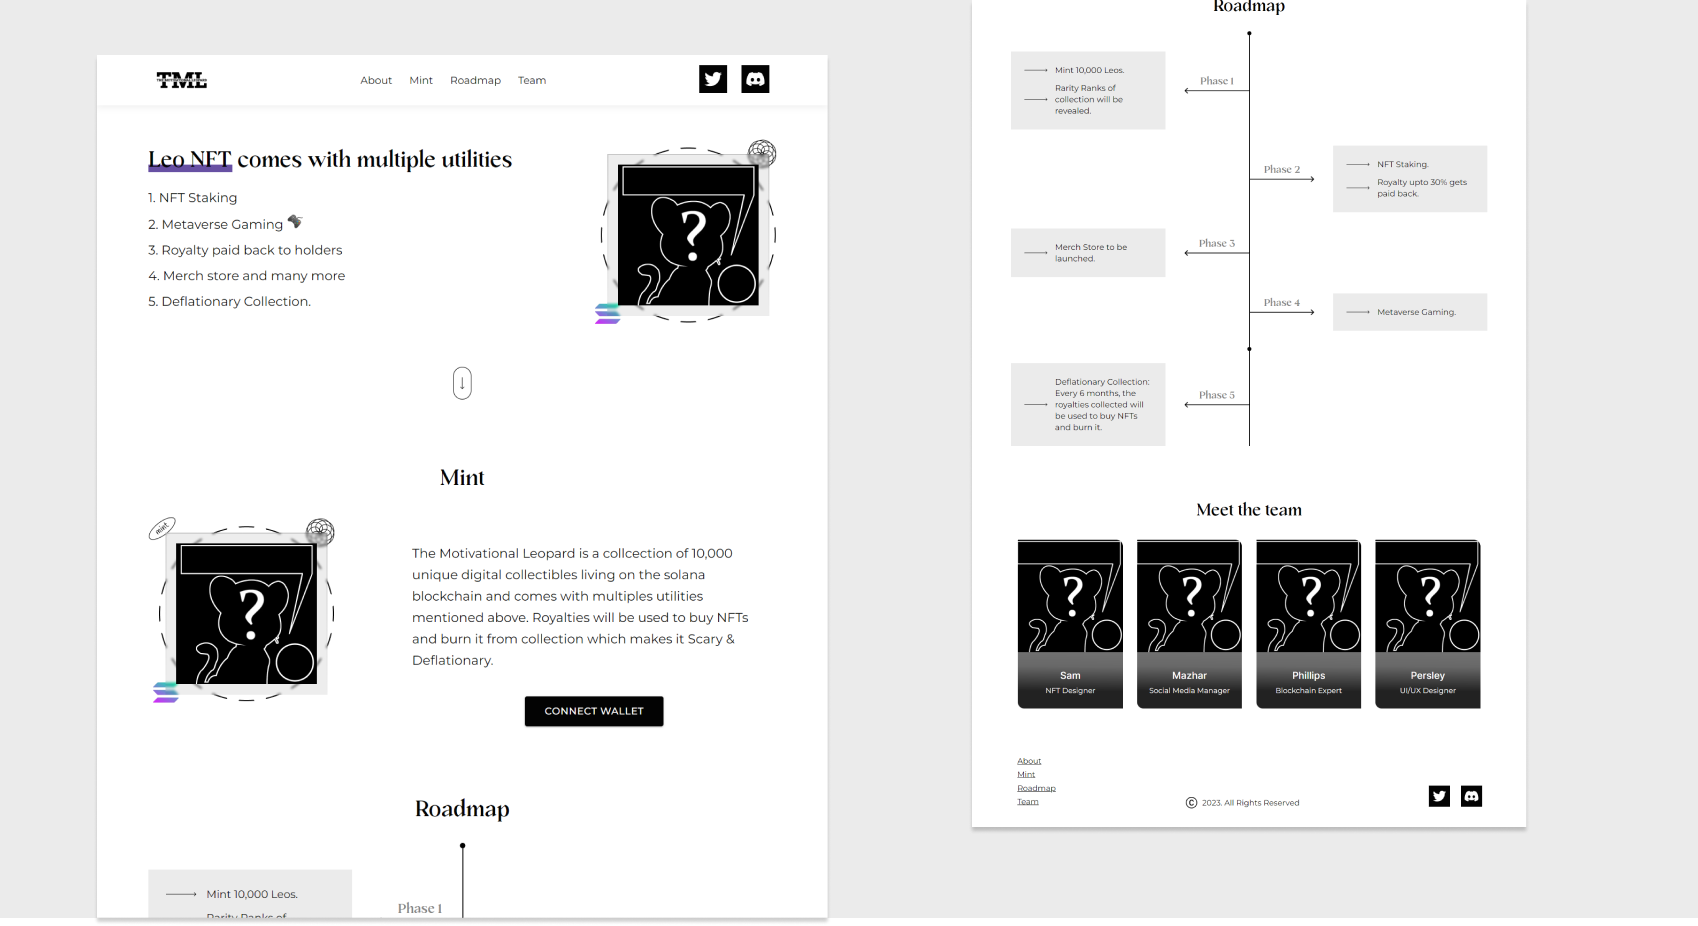 TML
About Mint Roadmap Team
Leo NFT comes with multiple utilities
1. NFT Staking
2. Metaverse Gaming
3. Royalty paid back to holders
4. Merch store and many more
5. Deflationary Collection.
?
Mint
mint
?
The Motivational Leopard is a collcection of 10,000
unique digital collectibles living on the solana
blockchain and comes with multiples utilities
mentioned above. Royalties will be used to buy NFTs
and burn it from collection which makes it Scary &
Deflationary.
CONNECT WALLET
Roadmap
Mint 10,000 Leos.
Rarity Ranks of
Phase 1
Roadmap
Mint 10,000 Leos.
Rarity Ranks of
collection will be
revealed.
Phase 1
Phase 2
NFT Staking.
Royalty upto 30% gets
paid back.
Merch Store to be
launched.
Phase 3
Phase 4
Metaverse Gaming.
Deflationary Collection:
Every 6 months, the
royalties collected will
be used to buy NFTs
and burn it.
Phase 5
Meet the team
? ? ? ?
Sam
NFT Designer
Mazhar
Social Media Manager
Phillips
Blockchain Expert
Persley
UI/UX Designer
About
Mint
Roadmap
Team
© 2023. All Rights Reserved